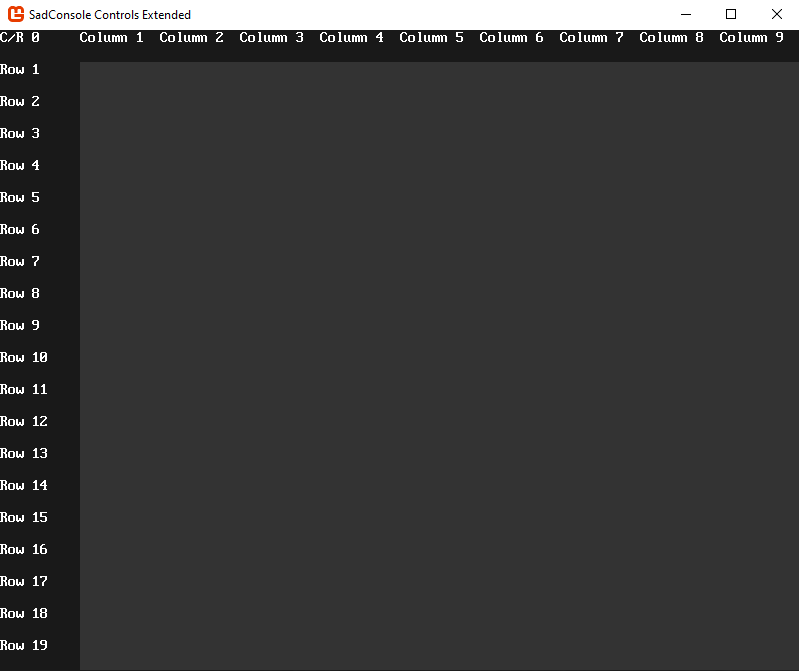 SadConsole Controls Extended
C/R 0 Column 1 Column 2 Column 3 Column 4 Column 5 Column 6 Column 7 Column 8 Column 9
Row 1
Row 2
Row 3
Row 4
Row 5
Row 6
Row 7
Row 8
Row 9
Row 10
Row 11
Row 12
Row 13
Row 14
Row 15
Row 16
Row 17
Row 18
Row 19